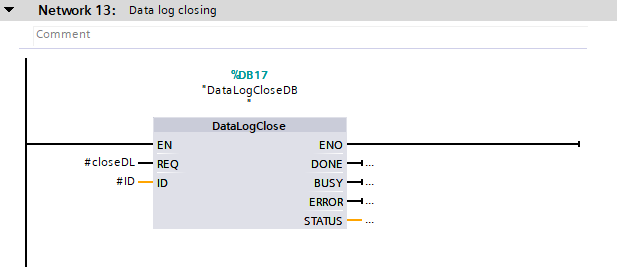 Network 13: Data log closing
Comment
%DB17
"DataLogCloseDB
"
DataLogClose
EN ENO
#closeDL REQ DONE ...
#ID ID BUSY ...
ERROR ...
STATUS ...